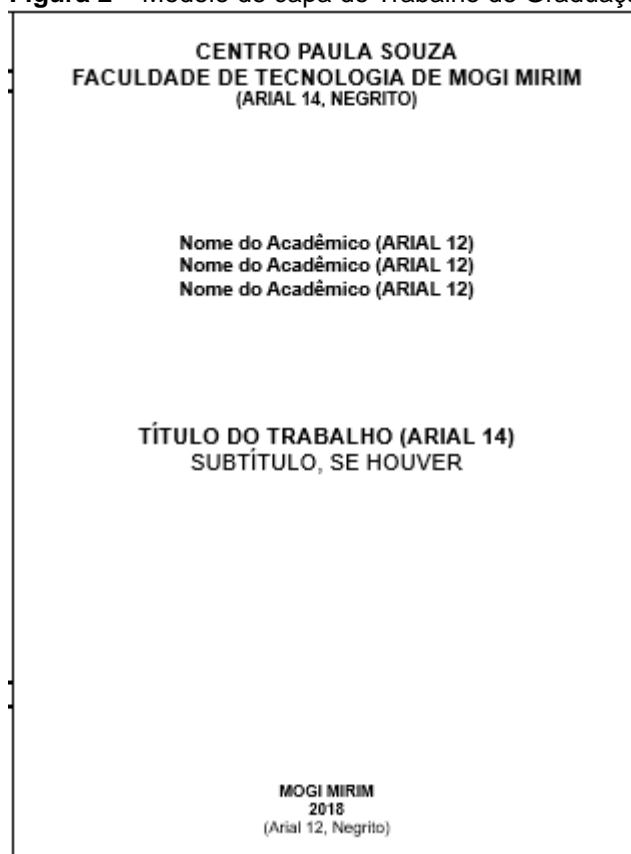 Figura 2 – Modelo de capa do Trabalho de Graduaç
CENTRO PAULA SOUZA
FACULDADE DE TECNOLOGIA DE MOGI MIRIM
(ARIAL 14, NEGRITO)
Nome do Acadêmico (ARIAL 12)
Nome do Acadêmico (ARIAL 12)
Nome do Acadêmico (ARIAL 12)
TÍTULO DO TRABALHO (ARIAL 14)
SUBTÍTULO, SE HOUVER
MOGI MIRIM
2018
(Arial 12, Negrito)